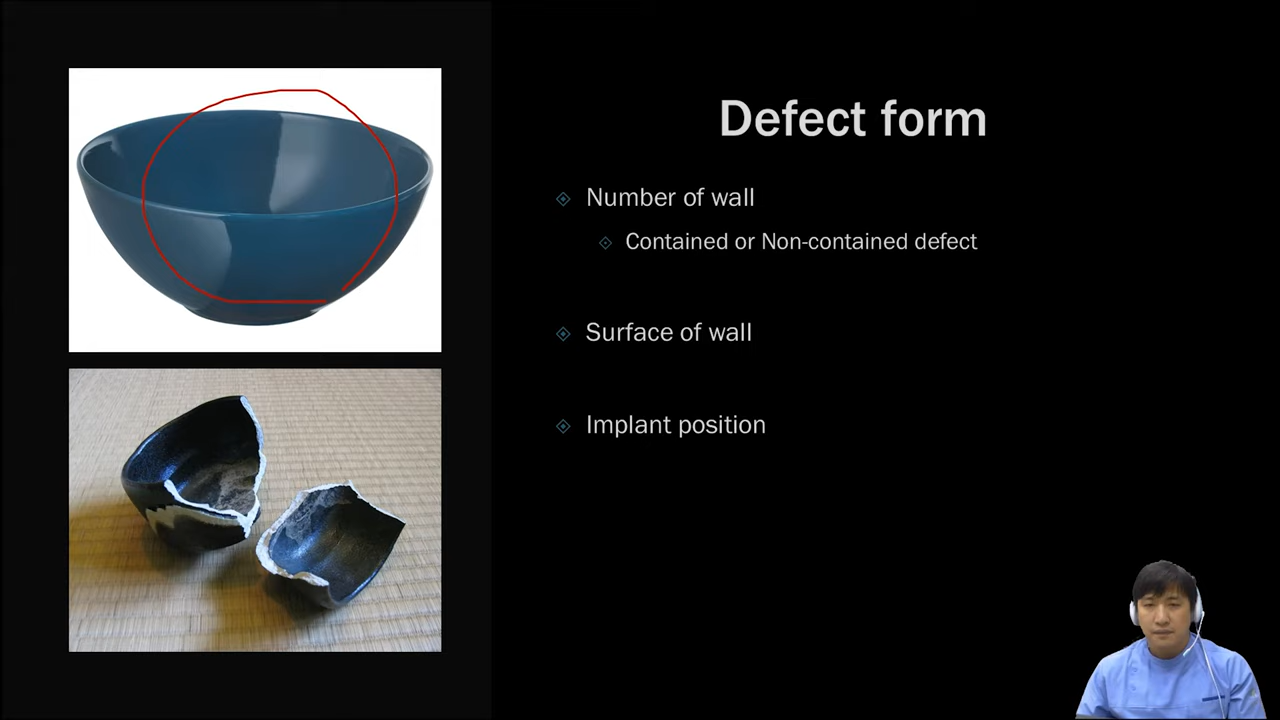 Defect form
Number of wall
Contained or Non-contained defect
Surface of wall
Implant position